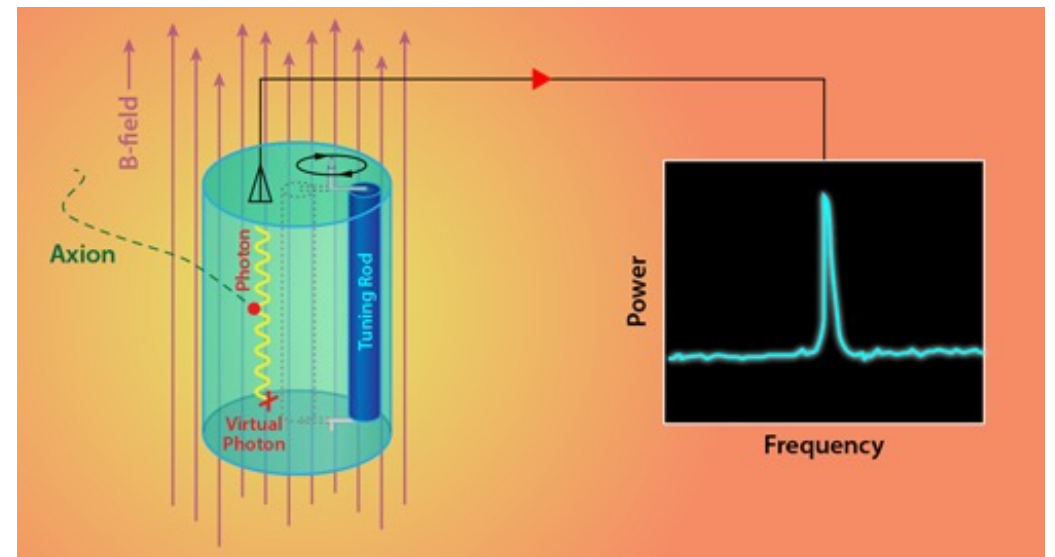 B-field
Axion
Photon
Tuning Rod
Virtual
Photon
Power
Frequency